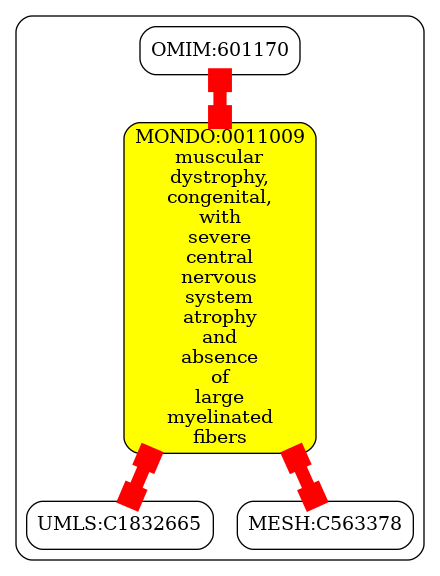 OMIM:601170
MONDO:0011009
muscular
dystrophy,
congenital,
with
severe
central
nervous
system
atrophy
and
absence
of
large
myelinated
fibers
UMLS:C1832665
MESH:C563378